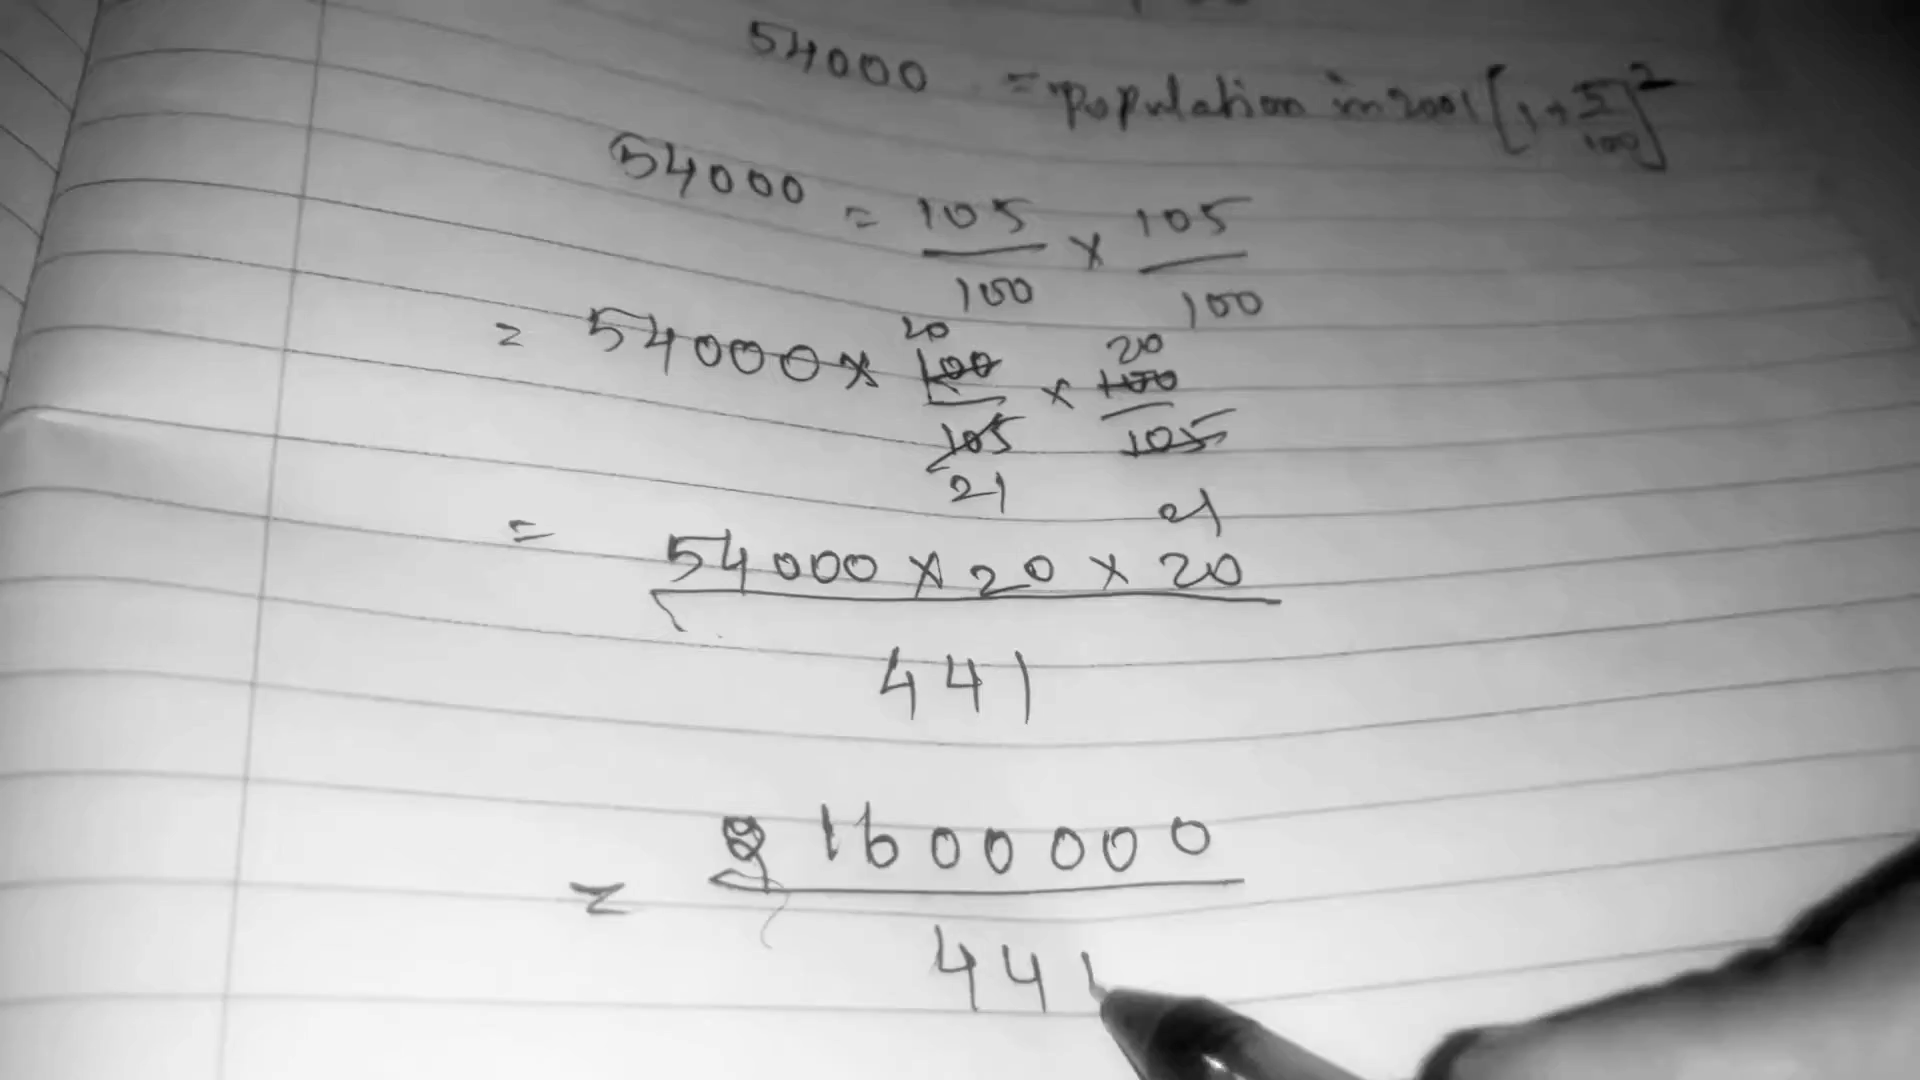 54000 = population in 2001 [1+5/100]²
54000 = 105/100 × 105/100
= 54000 × 100/105 × 100/105
20 20
21 21
= 54000 × 20 × 20
441
= 21600000
441